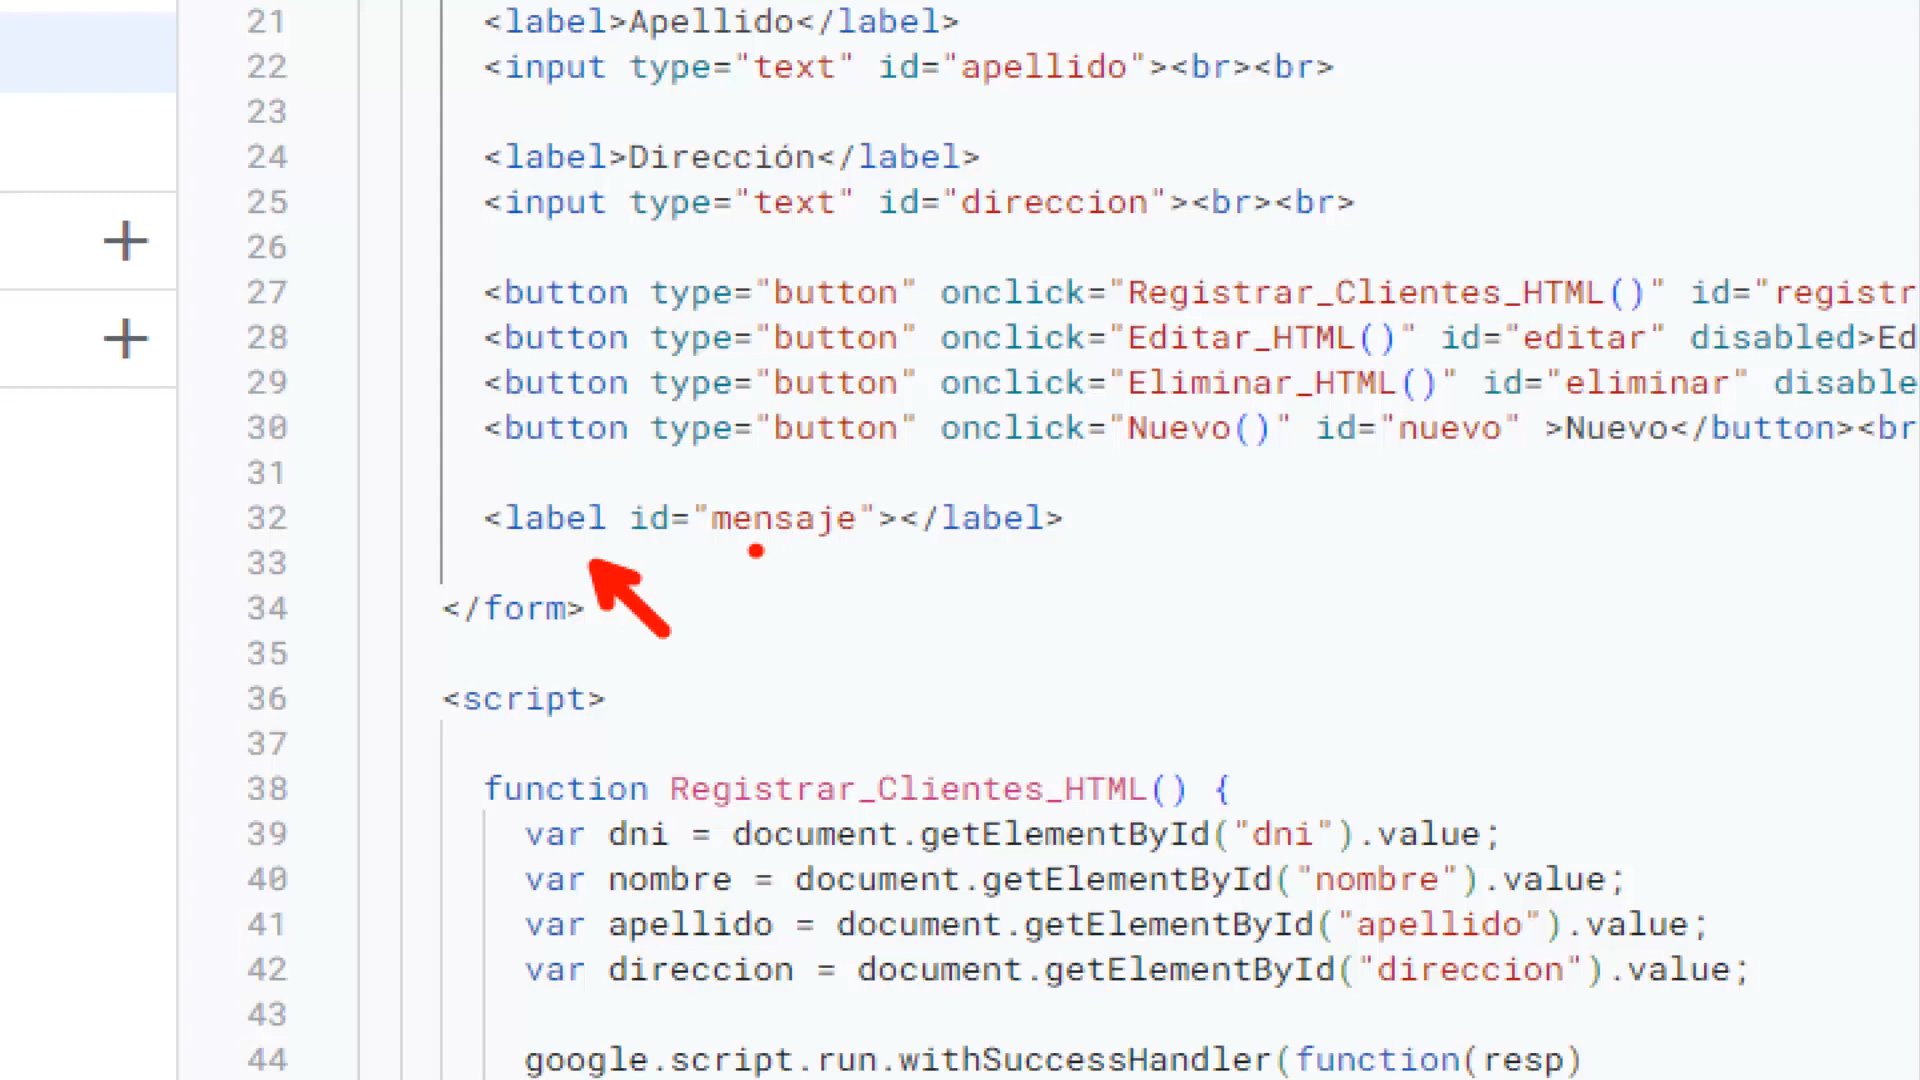 21 <label>Apellido</label>
22 <input type="text" id="apellido"><br><br>
23
24 <label>Dirección</label>
25 <input type="text" id="direccion"><br><br>
26
27 <button type="button" onclick="Registrar_Clientes_HTML()" id="registr
28 <button type="button" onclick="Editar_HTML()" id="editar" disabled>Ed
29 <button type="button" onclick="Eliminar_HTML()" id="eliminar" disable
30 <button type="button" onclick="Nuevo()" id="nuevo" >Nuevo</button><br
31
32 <label id="mensaje"></label>
33
34 </form>
35
36 <script>
37
38 function Registrar_Clientes_HTML() {
39 var dni = document.getElementById("dni").value;
40 var nombre = document.getElementById("nombre").value;
41 var apellido = document.getElementById("apellido").value;
42 var direccion = document.getElementById("direccion").value;
43
44 google.script.run.withSuccessHandler(function(resp)